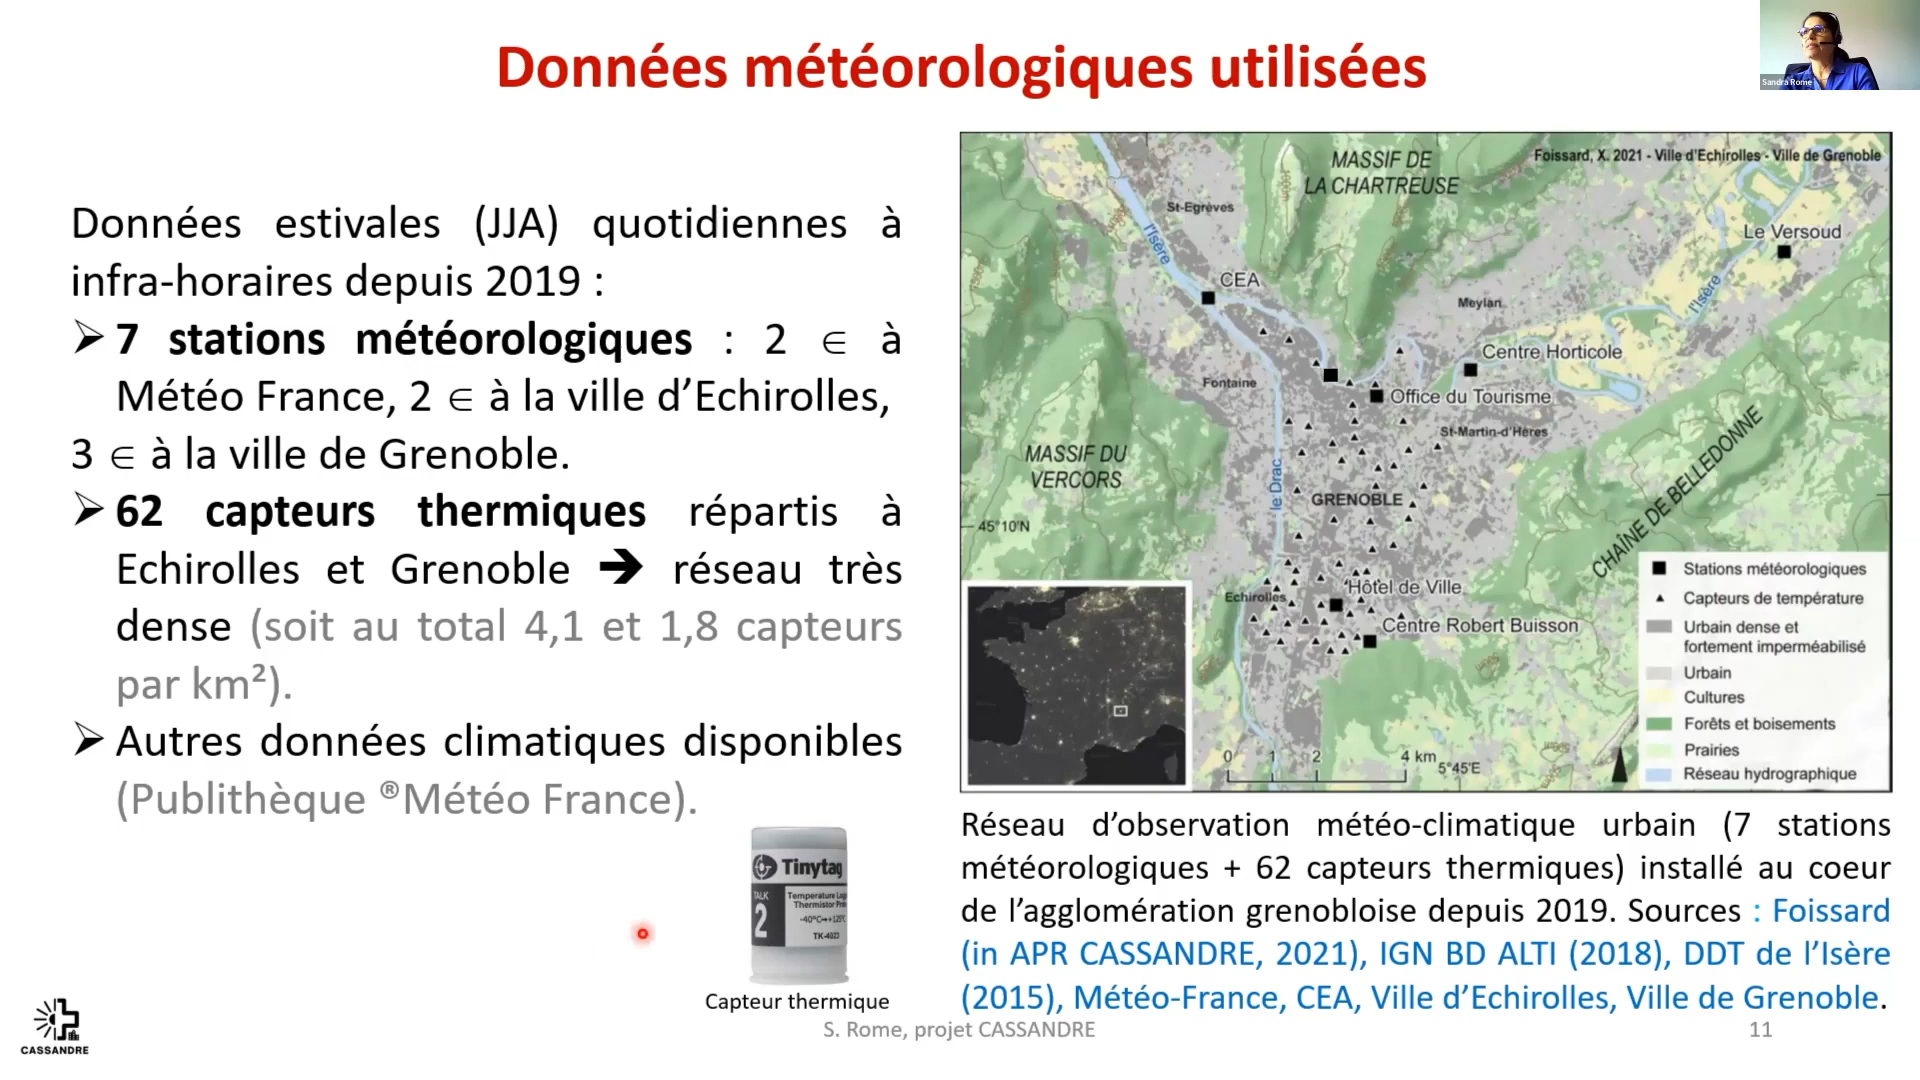 Données météorologiques utilisées
Sandra Rome
Données estivales (JJA) quotidiennes à
infra-horaires depuis 2019 :
➢ 7 stations météorologiques : 2 ∈ à
Météo France, 2 ∈ à la ville d’Echirolles,
3 ∈ à la ville de Grenoble.
➢ 62 capteurs thermiques répartis à
Echirolles et Grenoble ➔ réseau très
dense (soit au total 4,1 et 1,8 capteurs
par km²).
➢ Autres données climatiques disponibles
(Publithèque ®Météo France).
Tinytag
TALK
2
Temperature
Thermistor
-40°C
TK-4023
Capteur thermique
MASSIF DE
LA CHARTREUSE
Foissard, X. 2021 - Ville d'Echirolles - Ville de Grenoble
St-Egrèves
l'Isère
Le Versoud
CEA
l'Isère
Meylan
Centre Horticole
Fontaine
Office du Tourisme
St-Martin-d'Hères
MASSIF DU
VERCORS
le Drac
GRENOBLE
CHAÎNE DE BELLEDONNE
45°10'N
Hôtel de Ville
Echirolles
Centre Robert Buisson
0 1 2 4 km
5°45'E
Stations météorologiques
Capteurs de température
Urbain dense et
fortement imperméabilisé
Urbain
Cultures
Forêts et boisements
Prairies
Réseau hydrographique
Réseau d’observation météo-climatique urbain (7 stations
météorologiques + 62 capteurs thermiques) installé au coeur
de l’agglomération grenobloise depuis 2019. Sources : Foissard
(in APR CASSANDRE, 2021), IGN BD ALTI (2018), DDT de l’Isère
(2015), Météo-France, CEA, Ville d’Echirolles, Ville de Grenoble.
CASSANDRE
S. Rome, projet CASSANDRE
11